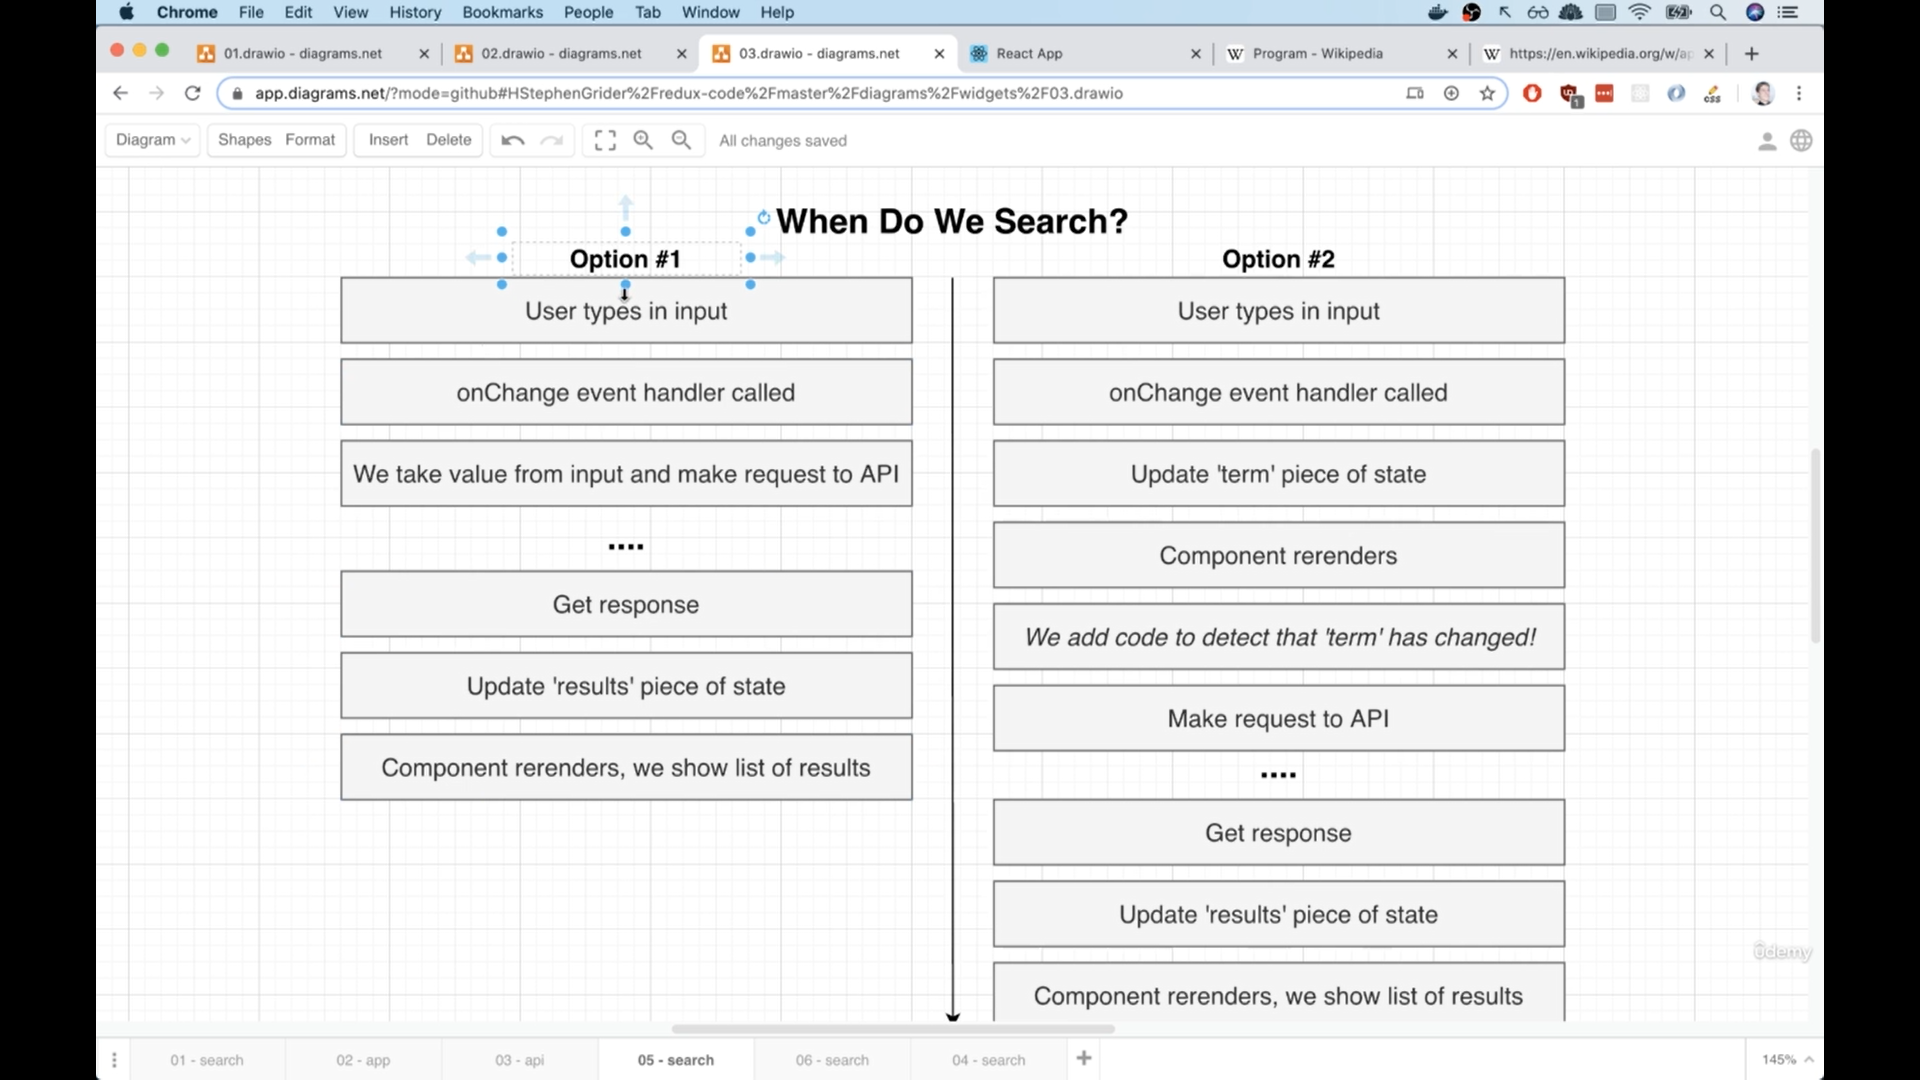 Chrome File Edit View History Bookmarks People Tab Window Help
01.drawio - diagrams.net 02.drawio - diagrams.net 03.drawio - diagrams.net React App Program - Wikipedia https://en.wikipedia.org/w/ap
app.diagrams.net/?mode=github#HStephenGrider%2Fredux-code%2Fmaster%2Fdiagrams%2Fwidgets%2F03.drawio
Diagram Shapes Format Insert Delete All changes saved
When Do We Search?
Option #1
User types in input
onChange event handler called
We take value from input and make request to API
....
Get response
Update 'results' piece of state
Component rerenders, we show list of results
Option #2
User types in input
onChange event handler called
Update 'term' piece of state
Component rerenders
We add code to detect that 'term' has changed!
Make request to API
....
Get response
Update 'results' piece of state
Component rerenders, we show list of results
ûdemy
01 - search 02 - app 03 - api 05 - search 06 - search 04 - search 145%